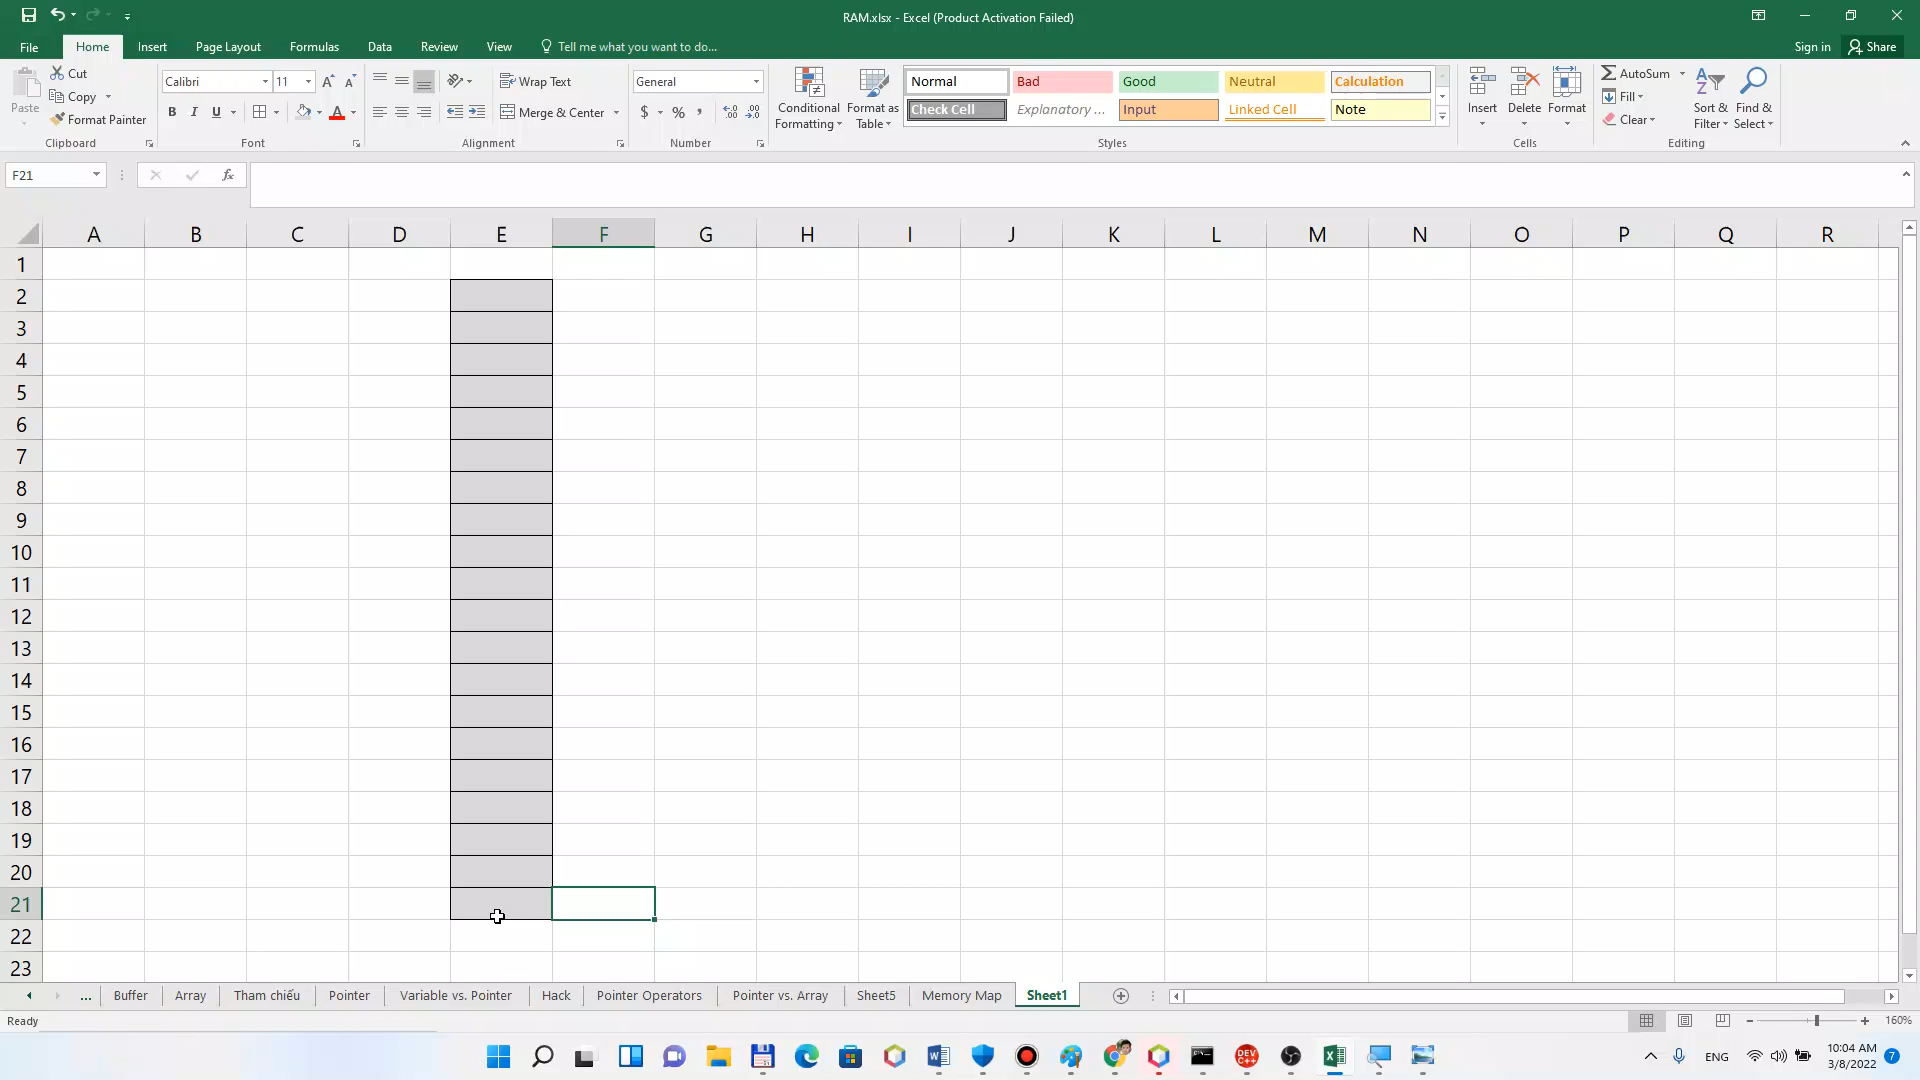 RAM.xlsx - Excel (Product Activation Failed)
File Home Insert Page Layout Formulas Data Review View Tell me what you want to do... Sign in Share
Paste Cut Copy Format Painter
Calibri 11
B I U A
Wrap Text
Merge & Center
General
$ % ,
Conditional Formatting Format as Table
Normal Bad Good Neutral Calculation
Check Cell Explanatory ... Input Linked Cell Note
Insert Delete Format
AutoSum
Fill
Clear
Sort & Filter Find & Select
Clipboard Font Alignment Number Styles Cells Editing
F21 fx
A B C D E F G H I J K L M N O P Q R
1
2
3
4
5
6
7
8
9
10
11
12
13
14
15
16
17
18
19
20
21
22
23
... Buffer Array Tham chiếu Pointer Variable vs. Pointer Hack Pointer Operators Pointer vs. Array Sheet5 Memory Map Sheet1
Ready 160%
DEV C++ ENG 10:04 AM 7
3/8/2022